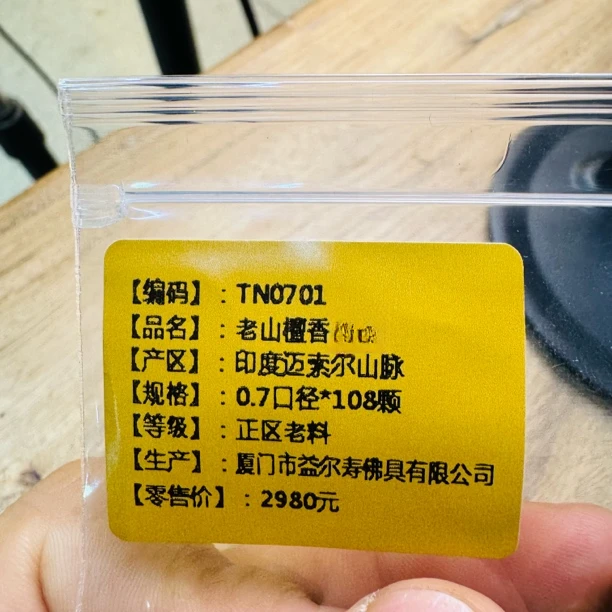 【编码】：TN0701
【品名】：老山檀香
【产区】：印度迈索尔山脉
【规格】：0.7口径*108颗
【等级】：正区老料
【生产】：厦门市益尔寿佛具有限公司
【零售价】：2980元